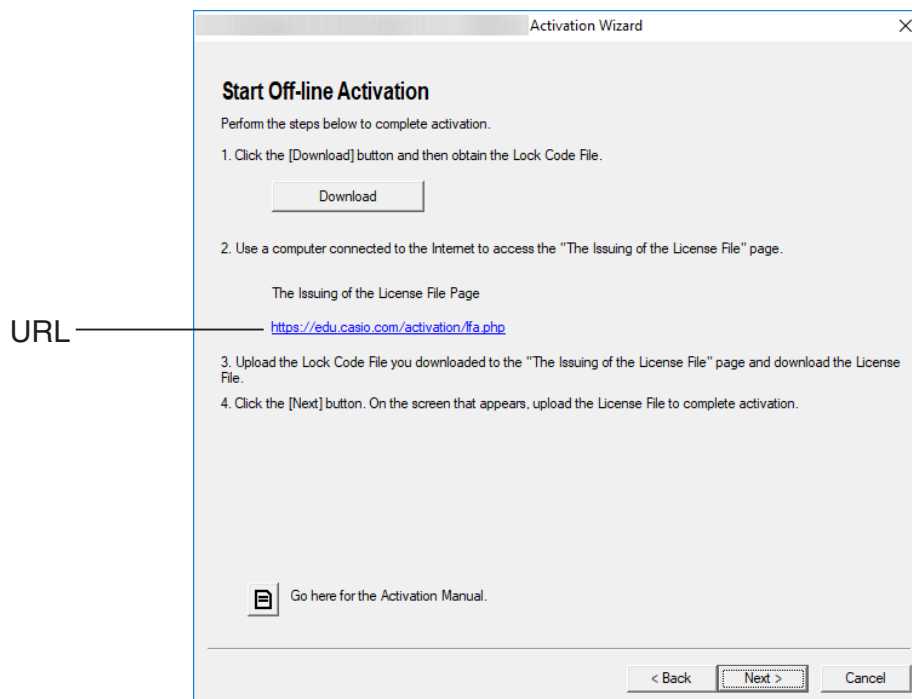 Activation Wizard
Start Off-line Activation
Perform the steps below to complete activation.
1. Click the [Download] button and then obtain the Lock Code File.
Download
2. Use a computer connected to the Internet to access the "The Issuing of the License File" page.
The Issuing of the License File Page
URL
https://edu.casio.com/activation/lfa.php
3. Upload the Lock Code File you downloaded to the "The Issuing of the License File" page and download the License
File.
4. Click the [Next] button. On the screen that appears, upload the License File to complete activation.
Go here for the Activation Manual.
< Back
Next >
Cancel